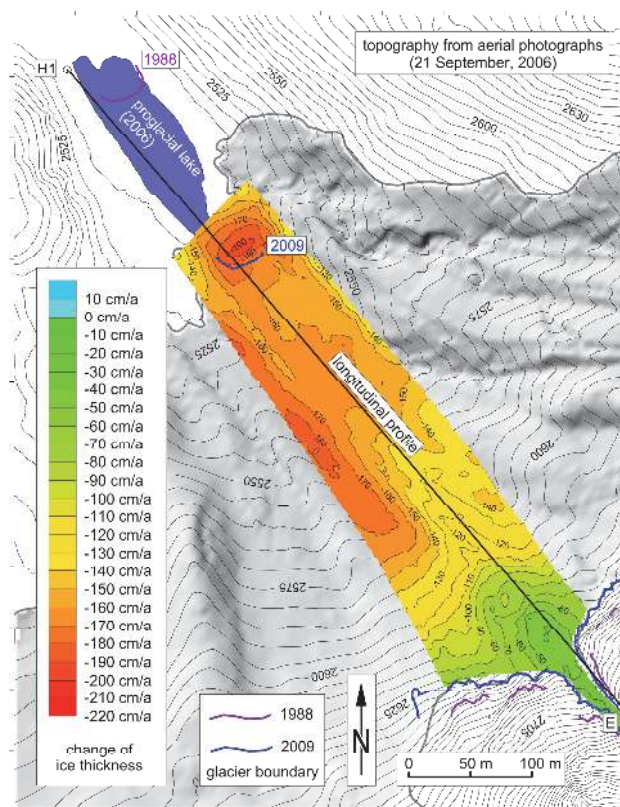 topography from aerial photographs
(21 September, 2006)
H1
1988
2525
2550
2525
2600
2630
proglacial lake
(2006)
2009
2550
2575
2525
longitudinal profile
2600
2550
2575
2600
2625
2705
E
10 cm/a
0 cm/a
-10 cm/a
-20 cm/a
-30 cm/a
-40 cm/a
-50 cm/a
-60 cm/a
-70 cm/a
-80 cm/a
-90 cm/a
-100 cm/a
-110 cm/a
-120 cm/a
-130 cm/a
-140 cm/a
-150 cm/a
-160 cm/a
-170 cm/a
-180 cm/a
-190 cm/a
-200 cm/a
-210 cm/a
-220 cm/a
change of
ice thickness
1988
2009
glacier boundary
N
0 50 m 100 m